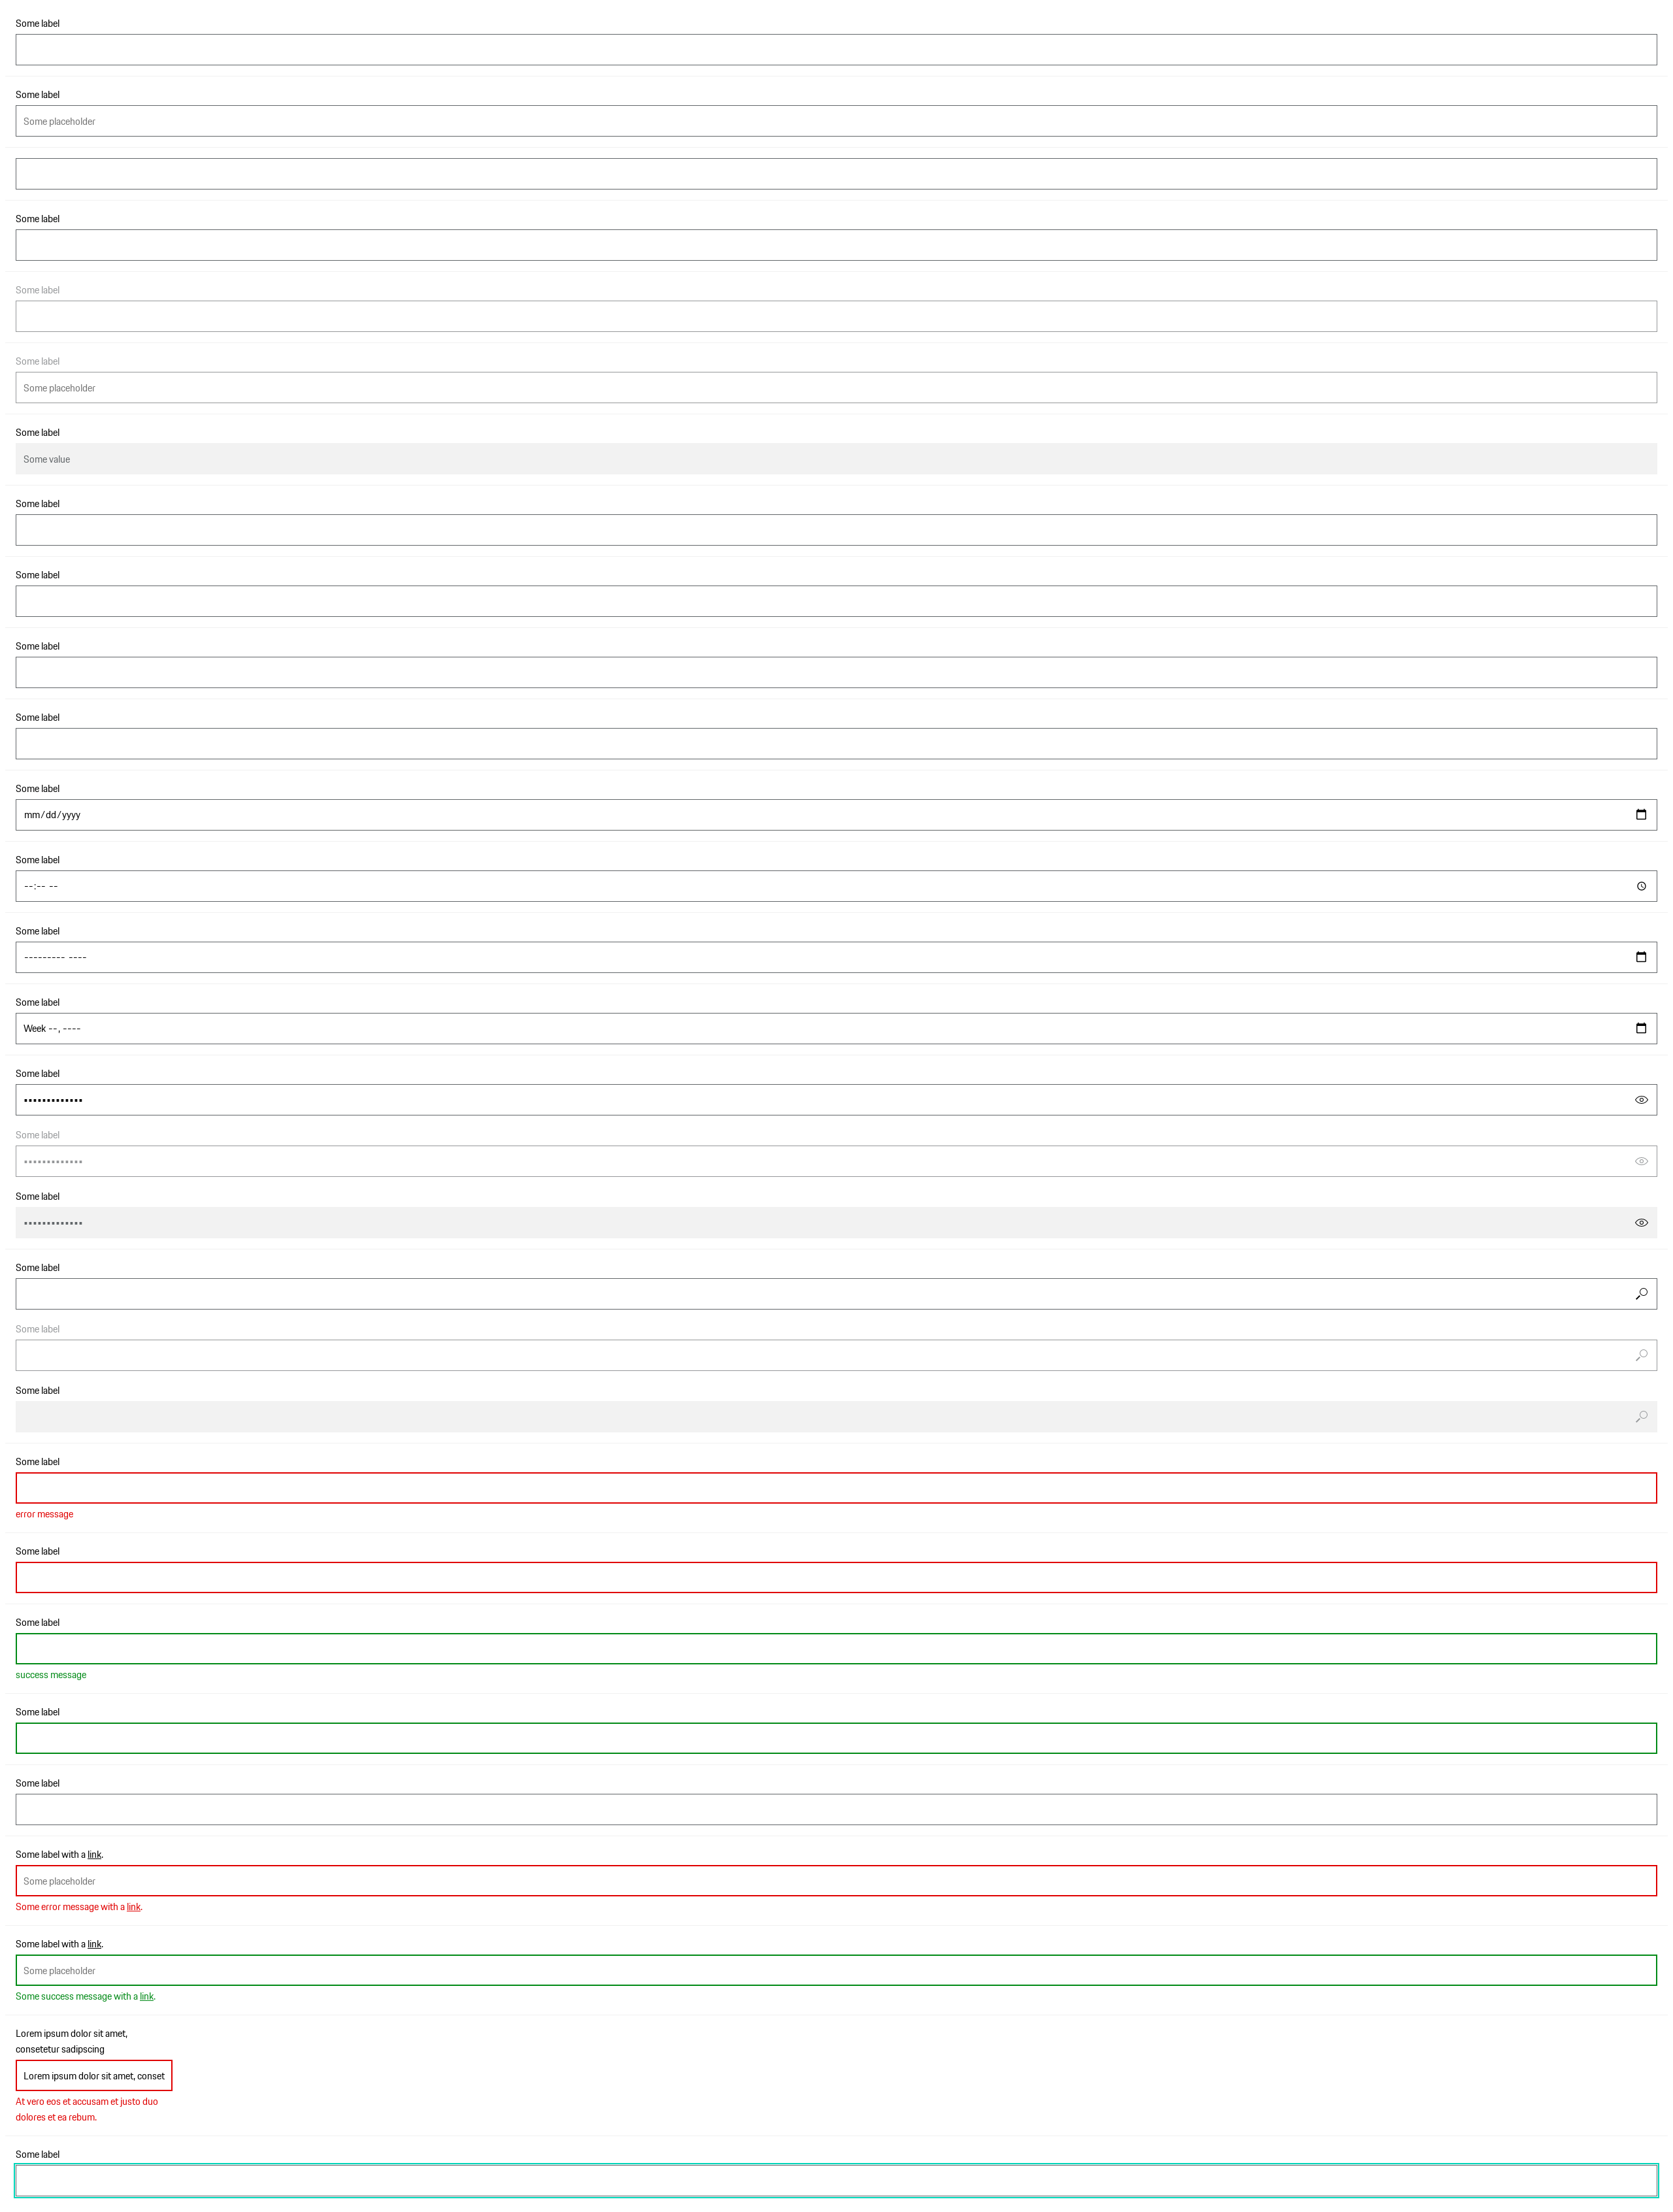 Some label
Some label
Some placeholder
Some label
Some label
Some label
Some placeholder
Some label
Some value
Some label
Some label
Some label
Some label
Some label
mm/dd/yyyy
Some label
--:-- --
Some label
--------- ----
Some label
Week --, ----
Some label
•••••••••••••
Some label
•••••••••••••
Some label
•••••••••••••
Some label
Some label
Some label
Some label
error message
Some label
Some label
success message
Some label
Some label
Some label with a link.
Some placeholder
Some error message with a link.
Some label with a link.
Some placeholder
Some success message with a link.
Lorem ipsum dolor sit amet,
consetetur sadipscing
Lorem ipsum dolor sit amet, conset
At vero eos et accusam et justo duo
dolores et ea rebum.
Some label